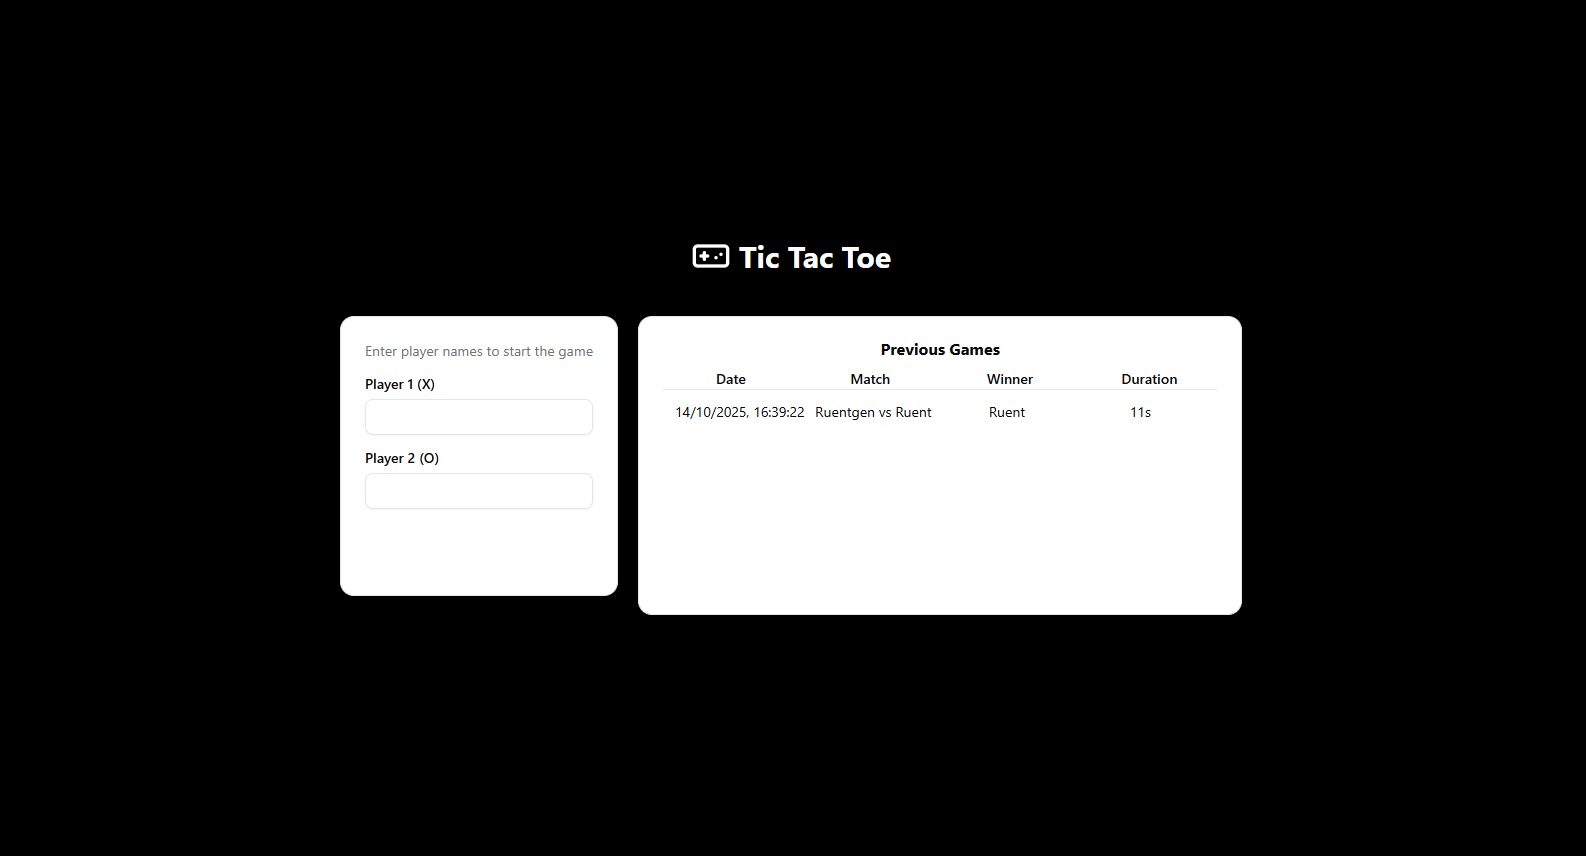 Tic Tac Toe
Enter player names to start the game
Player 1 (X)
Player 2 (O)
Previous Games
Date Match Winner Duration
14/10/2025, 16:39:22 Ruentgen vs Ruent Ruent 11s